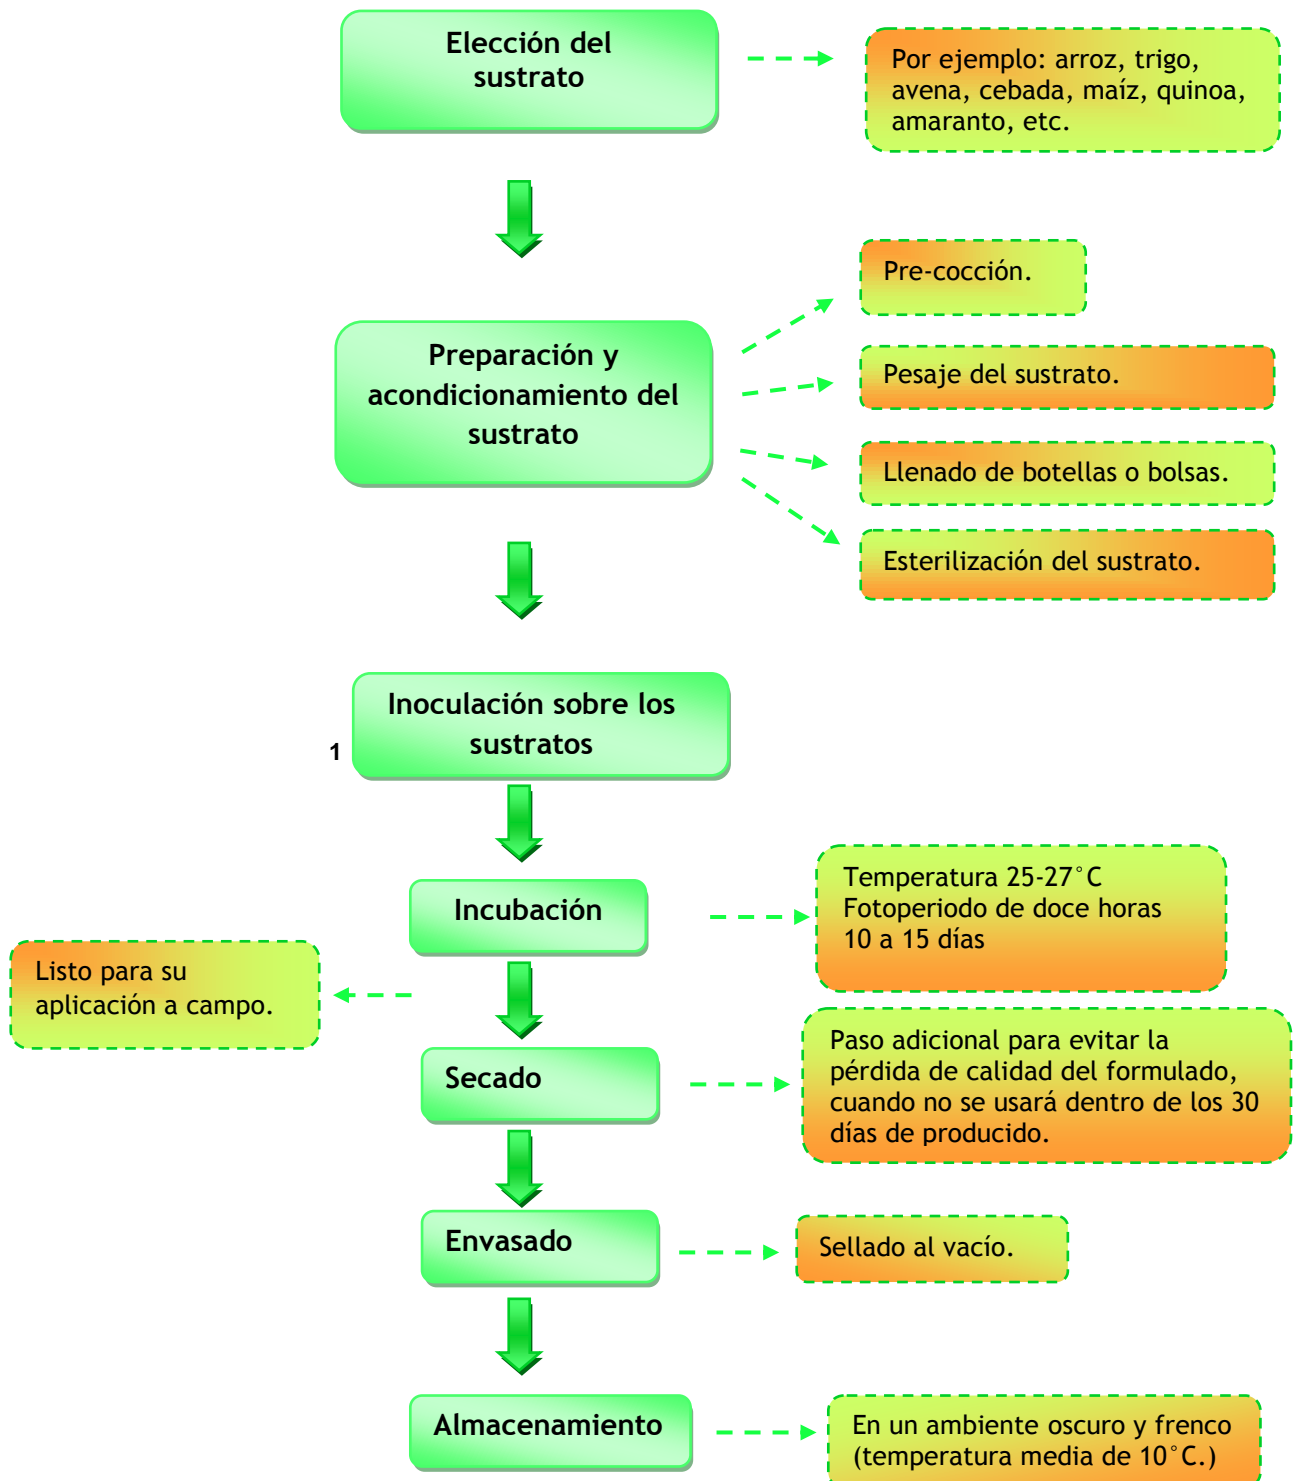 Elección del
sustrato
Por ejemplo: arroz, trigo,
avena, cebada, maíz, quinoa,
amaranto, etc.
Preparación y
acondicionamiento del
sustrato
Pre-cocción.
Pesaje del sustrato.
Llenado de botellas o bolsas.
Esterilización del sustrato.
Inoculación sobre los
sustratos
1
Incubación
Temperatura 25-27°C
Fotoperiodo de doce horas
10 a 15 días
Listo para su
aplicación a campo.
Secado
Paso adicional para evitar la
pérdida de calidad del formulado,
cuando no se usará dentro de los 30
días de producido.
Envasado
Sellado al vacío.
Almacenamiento
En un ambiente oscuro y frenco
(temperatura media de 10°C.)